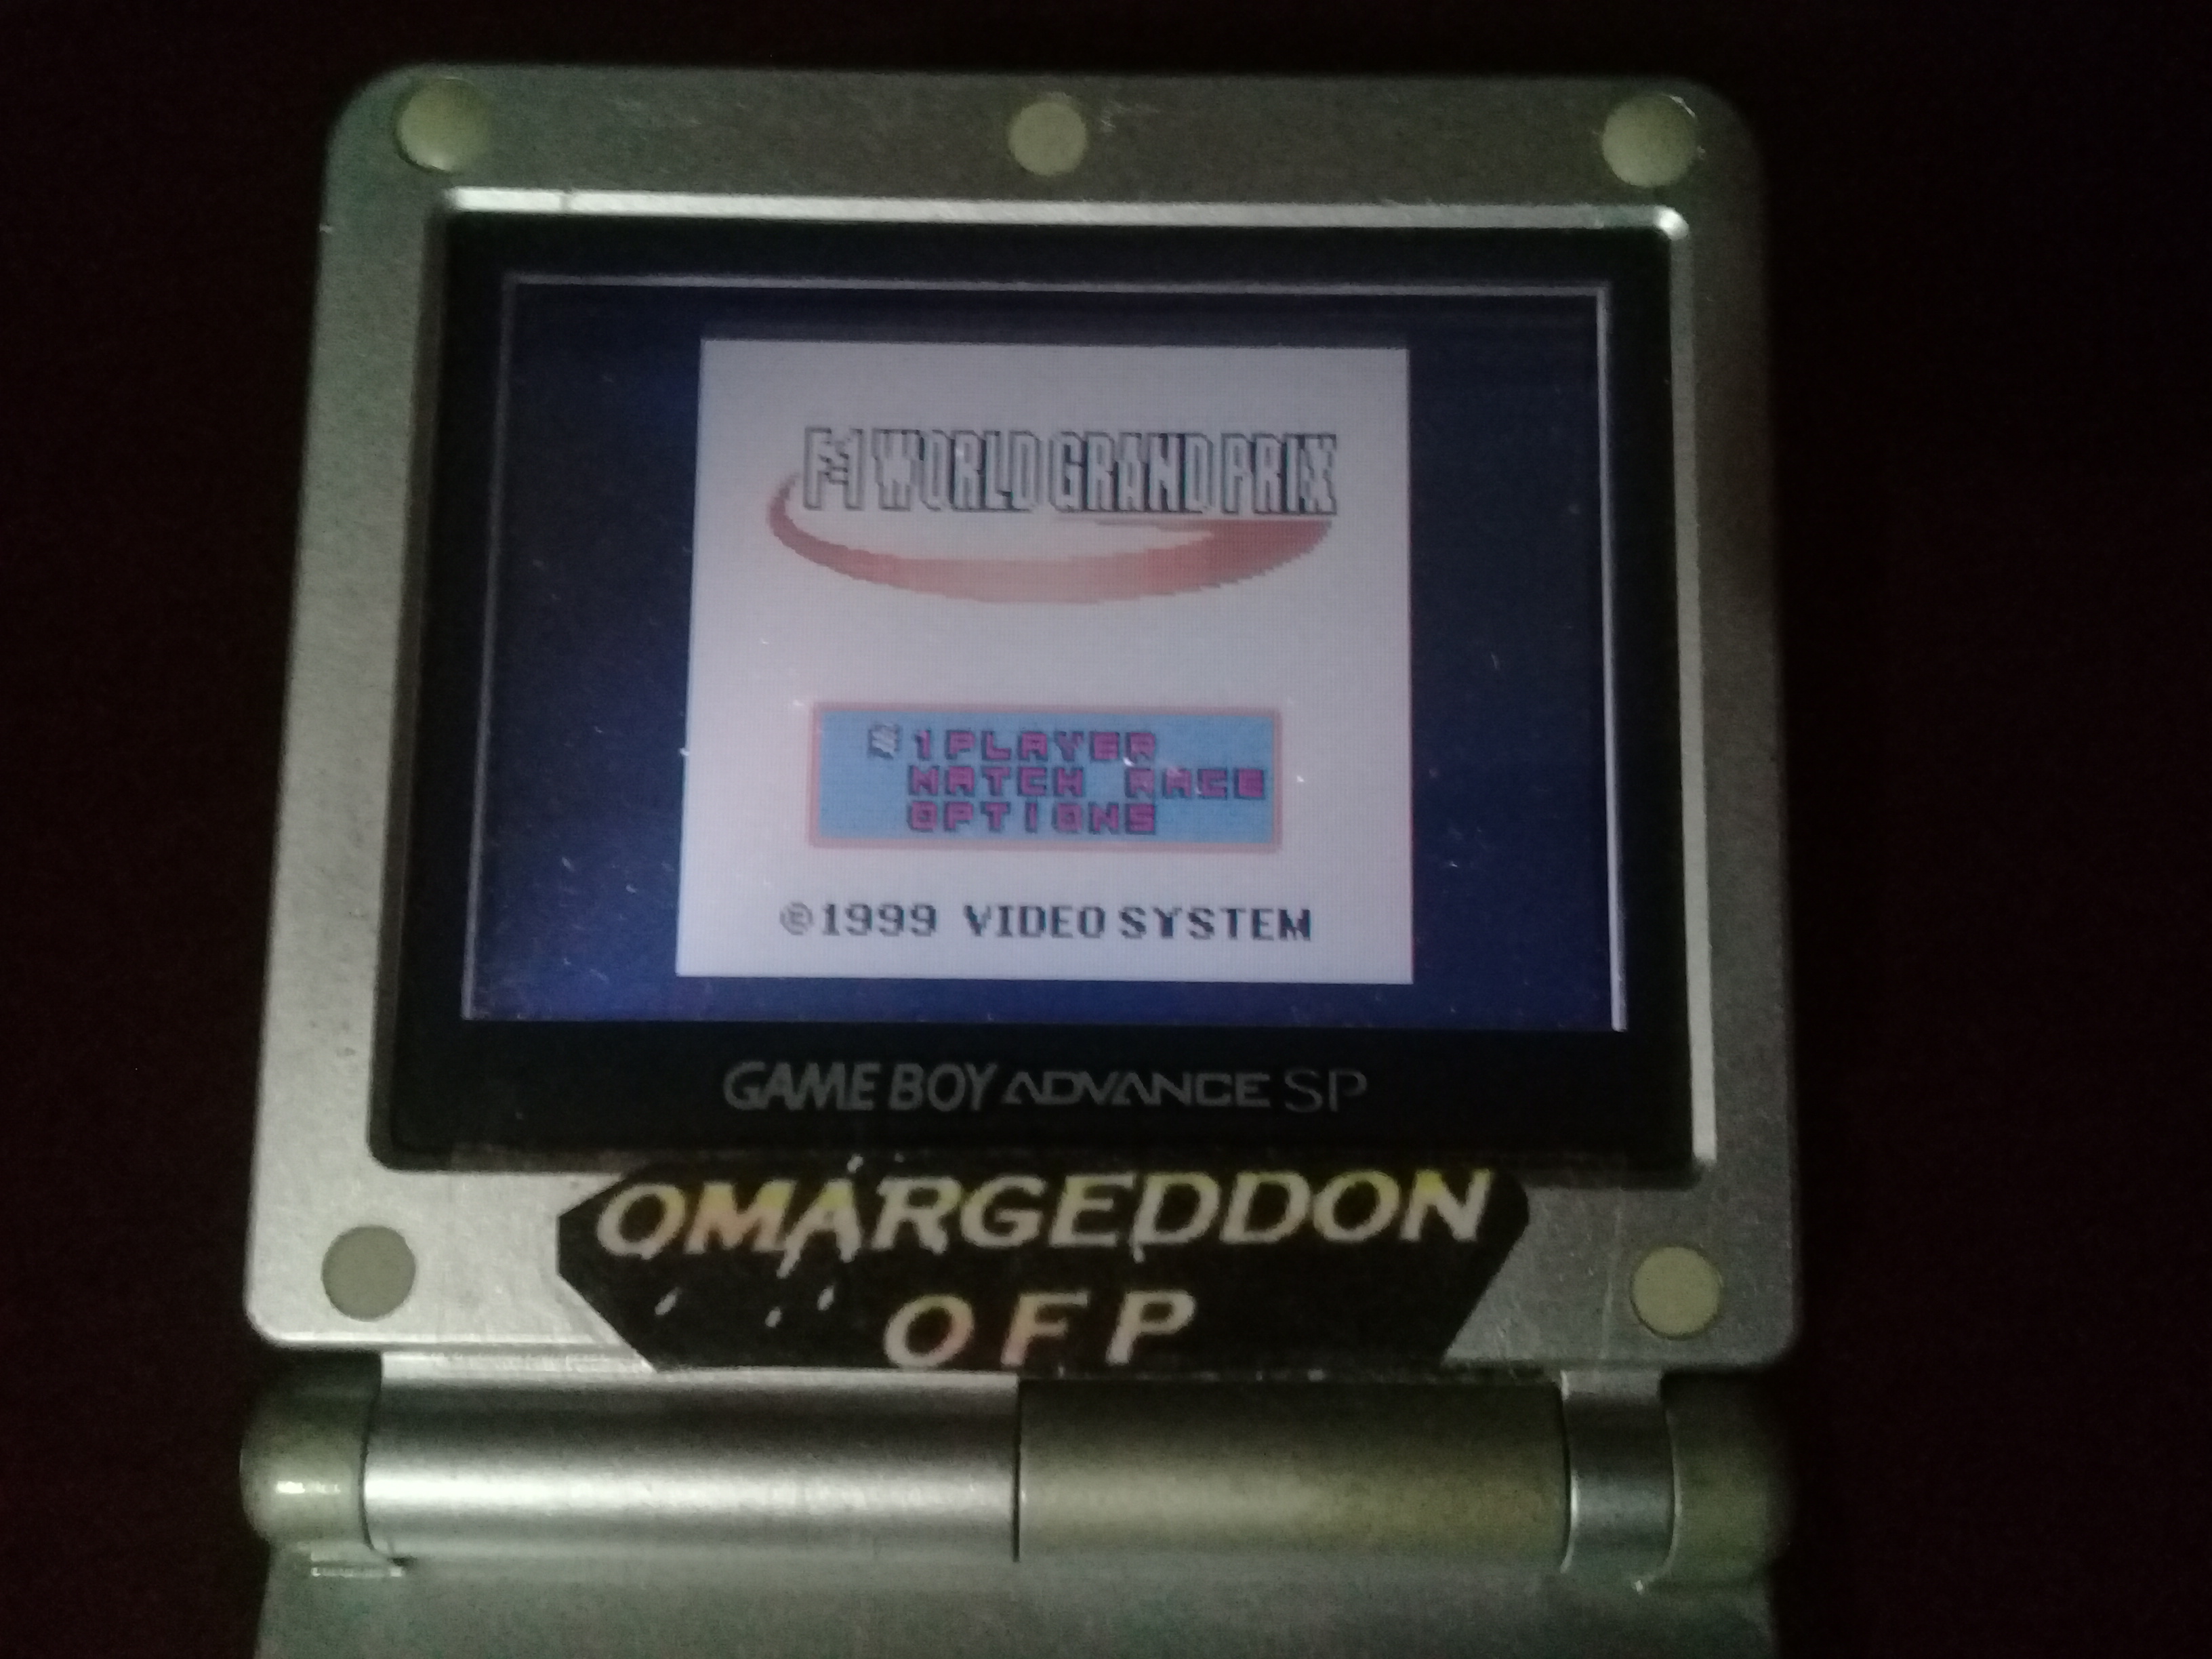 F-1 WORLD GRAND PRIX
1PLAYER
MATCH RACE
OPTIONS
©1999 VIDEO SYSTEM
GAME BOY ADVANCE SP
OMARGEDDON
OFP